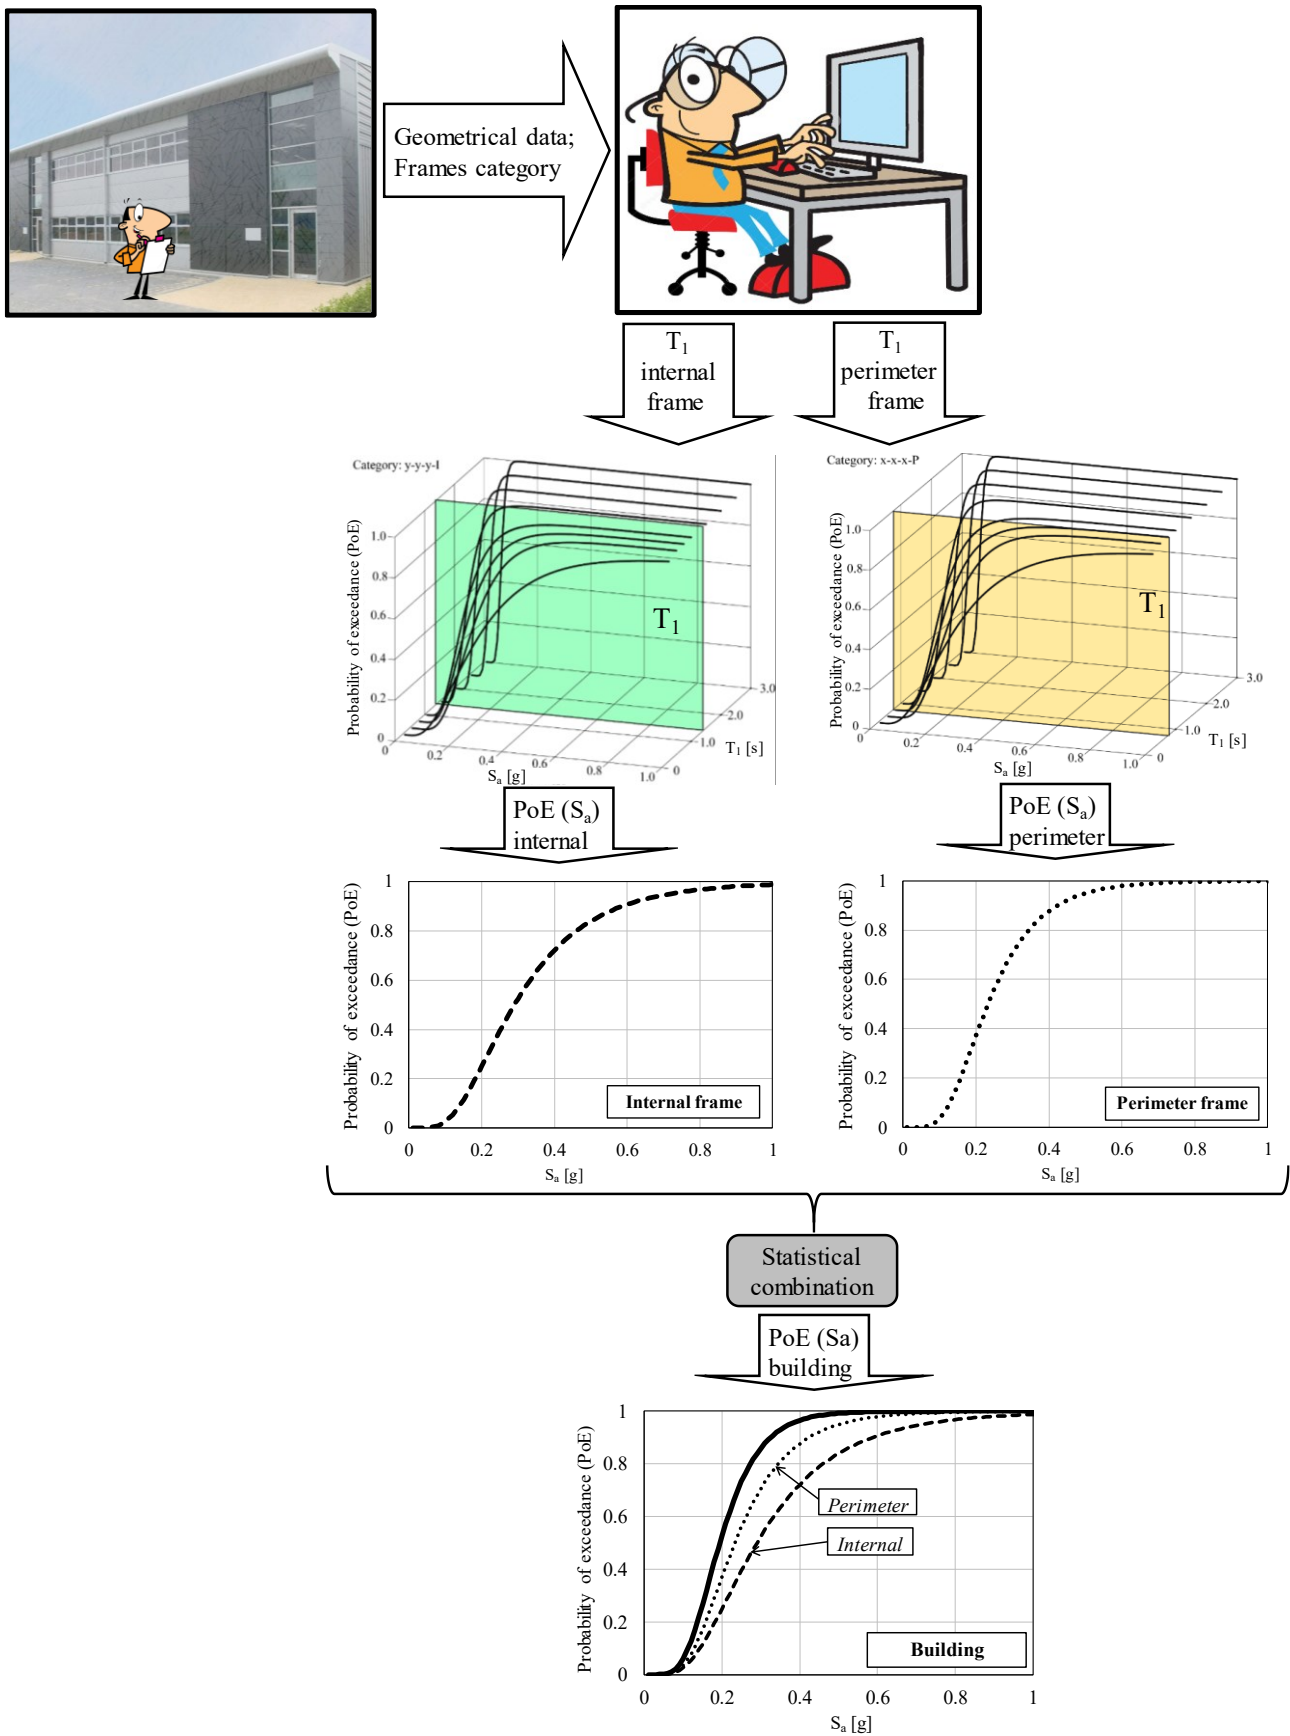 Geometrical data;
Frames category
T1
internal
frame
T1
perimeter
frame
Category: y-y-y-I
Probability of exceedance (PoE)
1.0
0.8
0.6
0.4
0.2
0
T1
0
0.2
0.4
0.6
0.8
1.0
Sa [g]
0
1.0
2.0
3.0
T1 [s]
Category: x-x-x-P
Probability of exceedance (PoE)
1.0
0.8
0.6
0.4
0.2
0
T1
0
0.2
0.4
0.6
0.8
1.0
Sa [g]
0
1.0
2.0
3.0
T1 [s]
PoE (Sa)
internal
PoE (Sa)
perimeter
Probability of exceedance (PoE)
1
0.8
0.6
0.4
0.2
0
Internal frame
0 0.2 0.4 0.6 0.8 1
Sa [g]
Probability of exceedance (PoE)
1
0.8
0.6
0.4
0.2
0
Perimeter frame
0 0.2 0.4 0.6 0.8 1
Sa [g]
Statistical
combination
PoE (Sa)
building
Probability of exceedance (PoE)
1
0.8
0.6
0.4
0.2
0
Perimeter
Internal
Building
0 0.2 0.4 0.6 0.8 1
Sa [g]